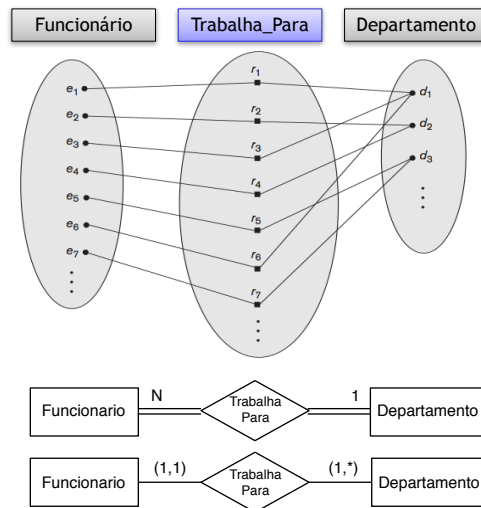 Funcionário Trabalha_Para Departamento
r1
e1 d1
e2 r2 d2
e3 r3 d3
e4 r4
e5 r5
e6 r6
e7 r7
N 1
Funcionario Trabalha Para Departamento
(1,1) (1,*)
Funcionario Trabalha Para Departamento